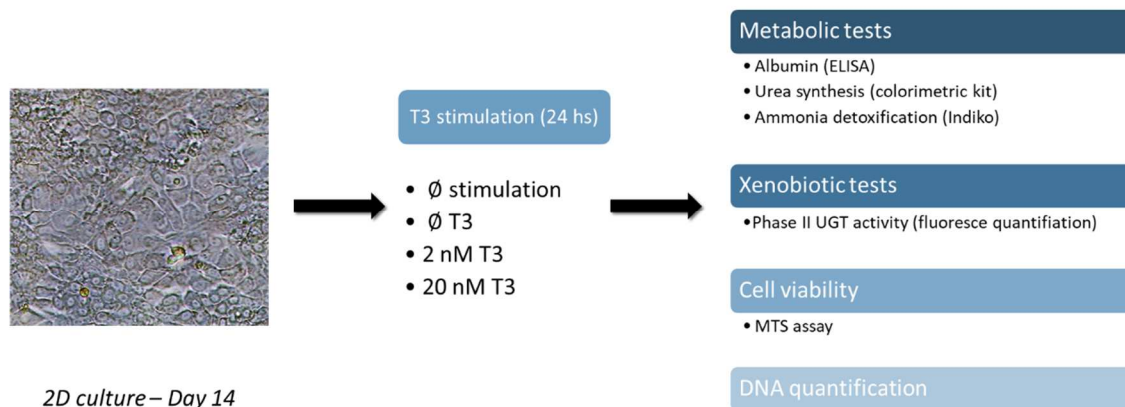 2D culture – Day 14
T3 stimulation (24 hs)
• Ø stimulation
• Ø T3
• 2 nM T3
• 20 nM T3
Metabolic tests
• Albumin (ELISA)
• Urea synthesis (colorimetric kit)
• Ammonia detoxification (Indiko)
Xenobiotic tests
•Phase II UGT activity (fluoresce quantifiation)
Cell viability
• MTS assay
DNA quantification